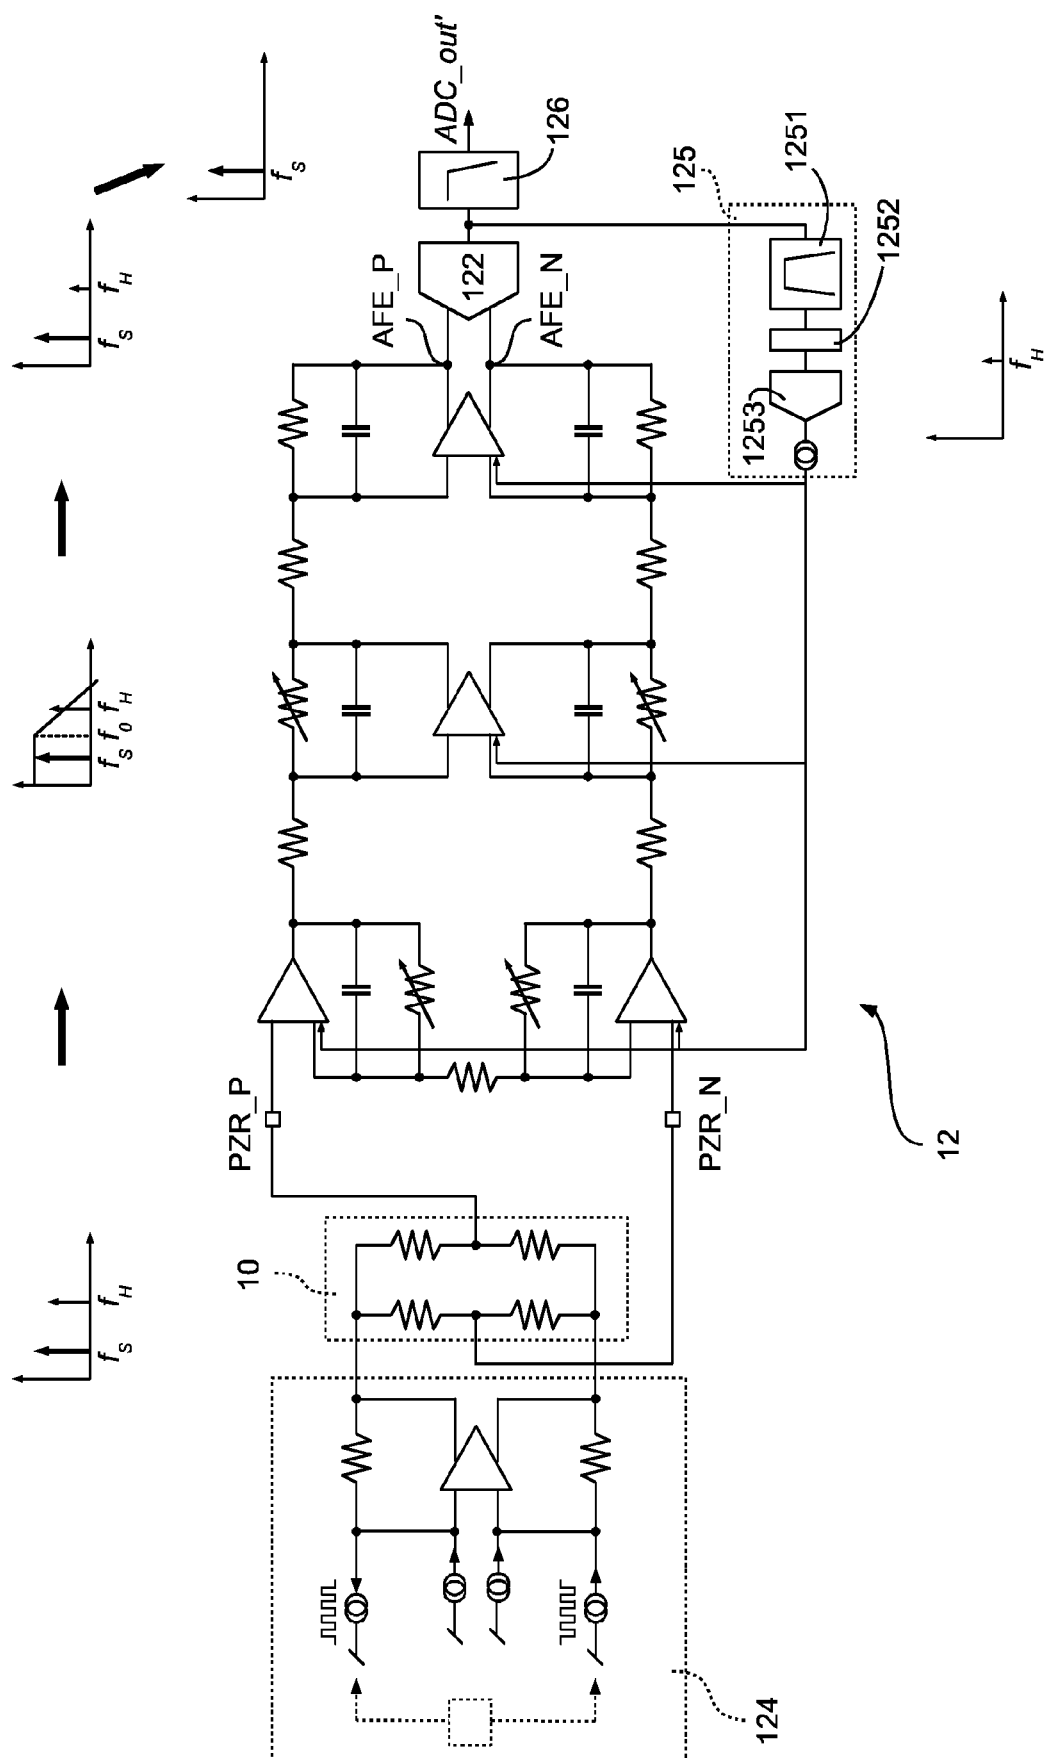 f_S f_H
f_S f_0 f_H
f_S f_H
f_S
124
10
PZR_P
PZR_N
12
AFE_P
AFE_N
122
ADC_out'
126
125
1251
1252
1253
f_H